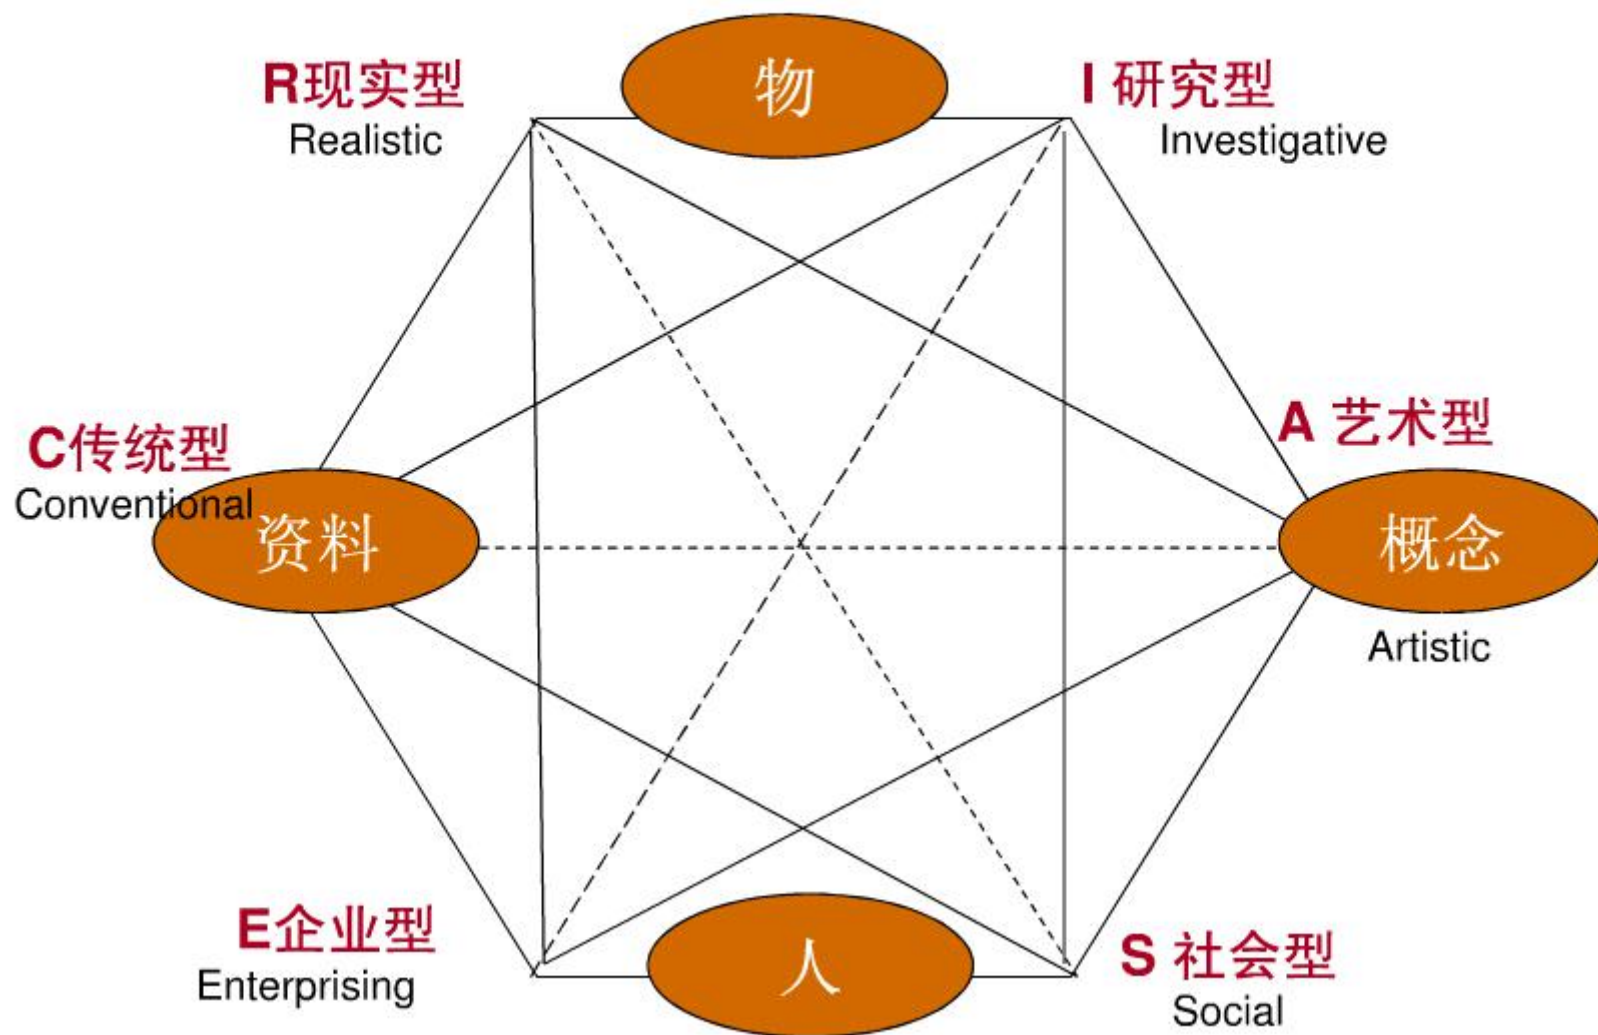 R现实型
Realistic
物
I 研究型
Investigative
C传统型
Conventional
资料
A 艺术型
概念
Artistic
E企业型
Enterprising
人
S 社会型
Social